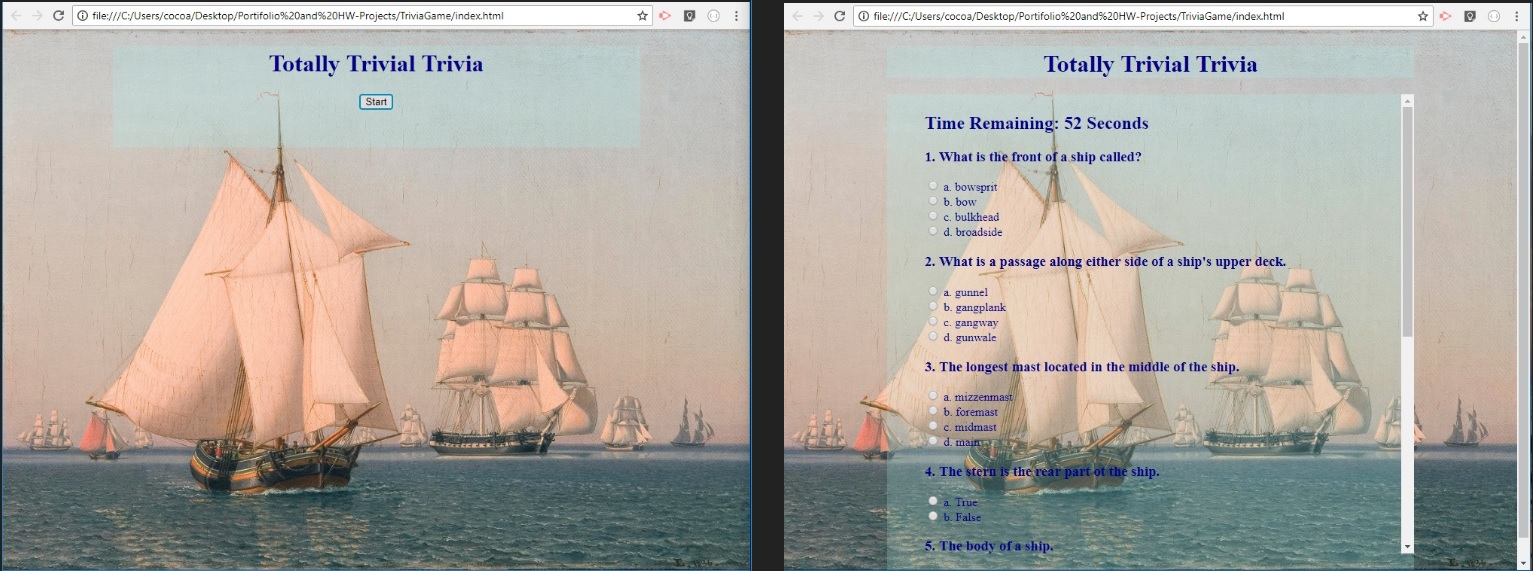 file:///C:/Users/cocoa/Desktop/Portifolio%20and%20HW-Projects/TriviaGame/index.html
Totally Trivial Trivia
Start
file:///C:/Users/cocoa/Desktop/Portifolio%20and%20HW-Projects/TriviaGame/index.html
Totally Trivial Trivia
Time Remaining: 52 Seconds
1. What is the front of a ship called?
a. bowsprit
b. bow
c. bulkhead
d. broadside
2. What is a passage along either side of a ship's upper deck.
a. gunnel
b. gangplank
c. gangway
d. gunwale
3. The longest mast located in the middle of the ship.
a. mizzenmast
b. foremast
c. midmast
d. main
4. The stern is the rear part ot the ship.
a. True
b. False
5. The body of a ship.